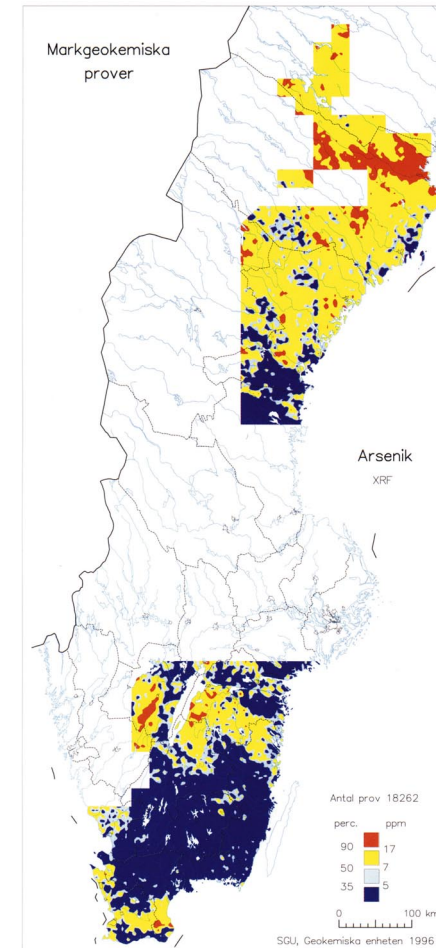 Markgeokemiska
prover
Arsenik
XRF
Antal prov 18262
perc. ppm
90 17
50 7
35 5
0 100 km
SGU, Geokemiska enheten 1996